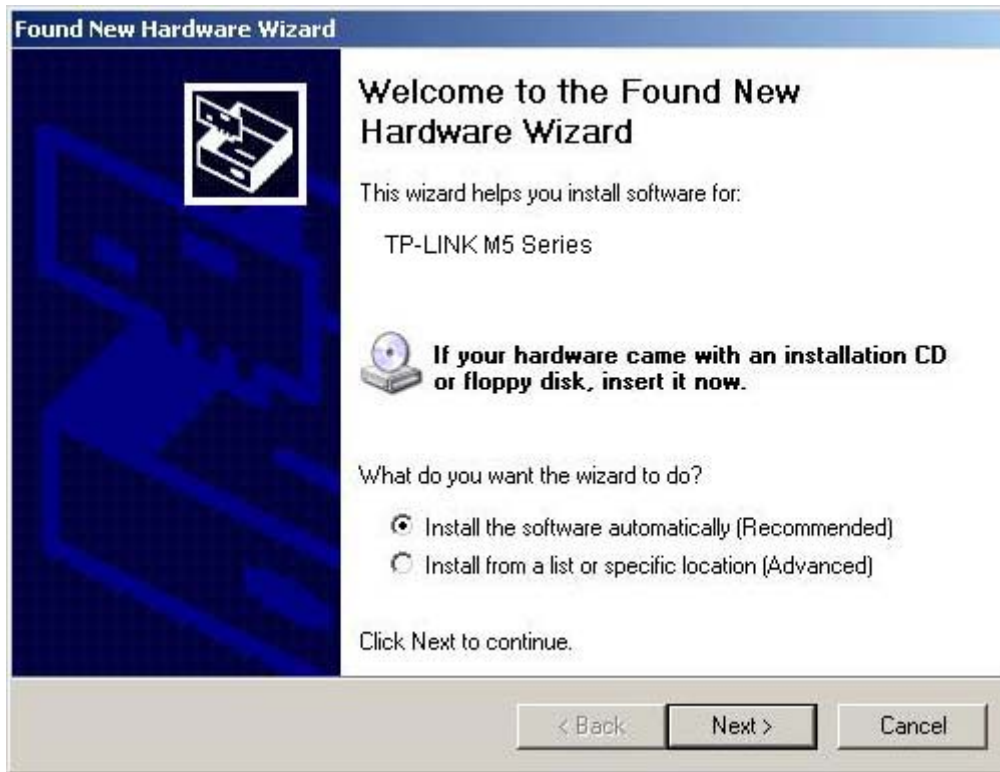 Found New Hardware Wizard
Welcome to the Found New
Hardware Wizard
This wizard helps you install software for:
TP-LINK M5 Series
If your hardware came with an installation CD
or floppy disk, insert it now.
What do you want the wizard to do?
Install the software automatically (Recommended)
Install from a list or specific location (Advanced)
Click Next to continue.
< Back
Next >
Cancel